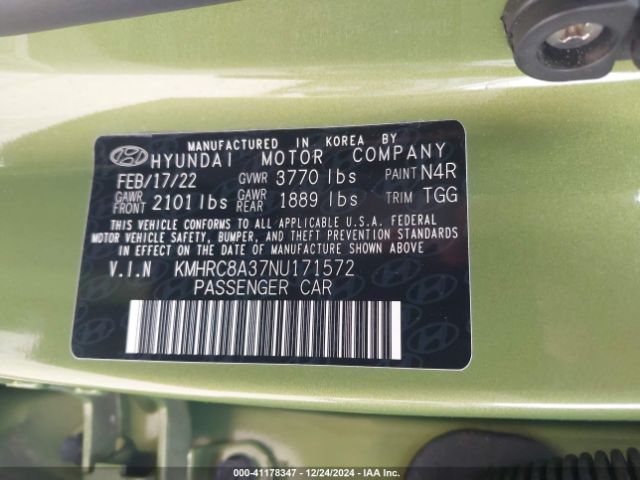 MANUFACTURED IN KOREA BY
HYUNDAI MOTOR COMPANY
FEB/17/22 GVWR 3770 lbs PAINT N4R
GAWR FRONT 2101 lbs GAWR REAR 1889 lbs TRIM TGG
THIS VEHICLE CONFORMS TO ALL APPLICABLE U.S.A. FEDERAL
MOTOR VEHICLE SAFETY, BUMPER, AND THEFT PREVENTION STANDARDS
IN EFFECT ON THE DATE OF MANUFACTURE SHOWN ABOVE
V.I.N KMHRC8A37NU171572
PASSENGER CAR
000-41178347 • 12/24/2024 • IAA Inc.